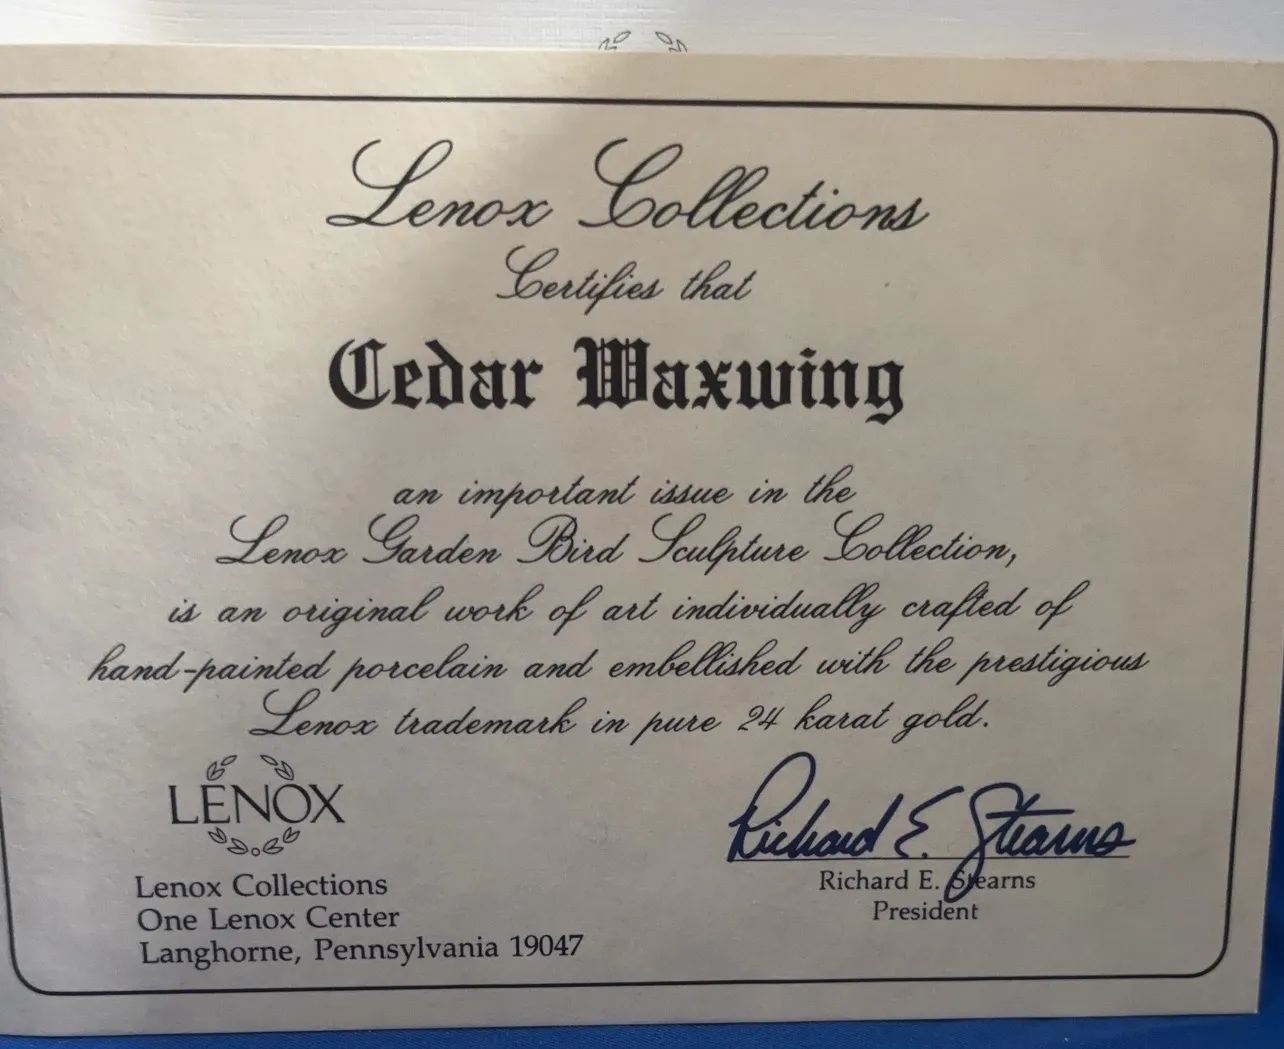 Lenox Collections
Certifies that
Cedar Waxwing
an important issue in the
Lenox Garden Bird Sculpture Collection,
is an original work of art individually crafted of
hand-painted porcelain and embellished with the prestigious
Lenox trademark in pure 24 karat gold.
LENOX
Lenox Collections
One Lenox Center
Langhorne, Pennsylvania 19047
Richard E. Stearns
Richard E. Stearns
President